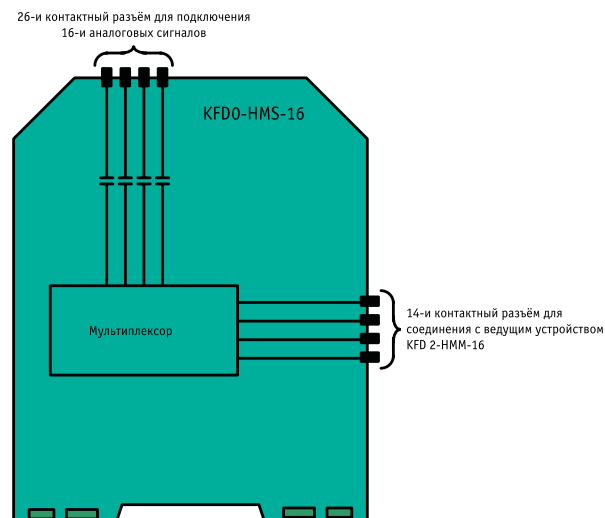 26-и контактный разъём для подключения
16-и аналоговых сигналов
KFD0-HMS-16
Мультиплексор
14-и контактный разъём для
соединения с ведущим устройством
KFD 2-HMM-16